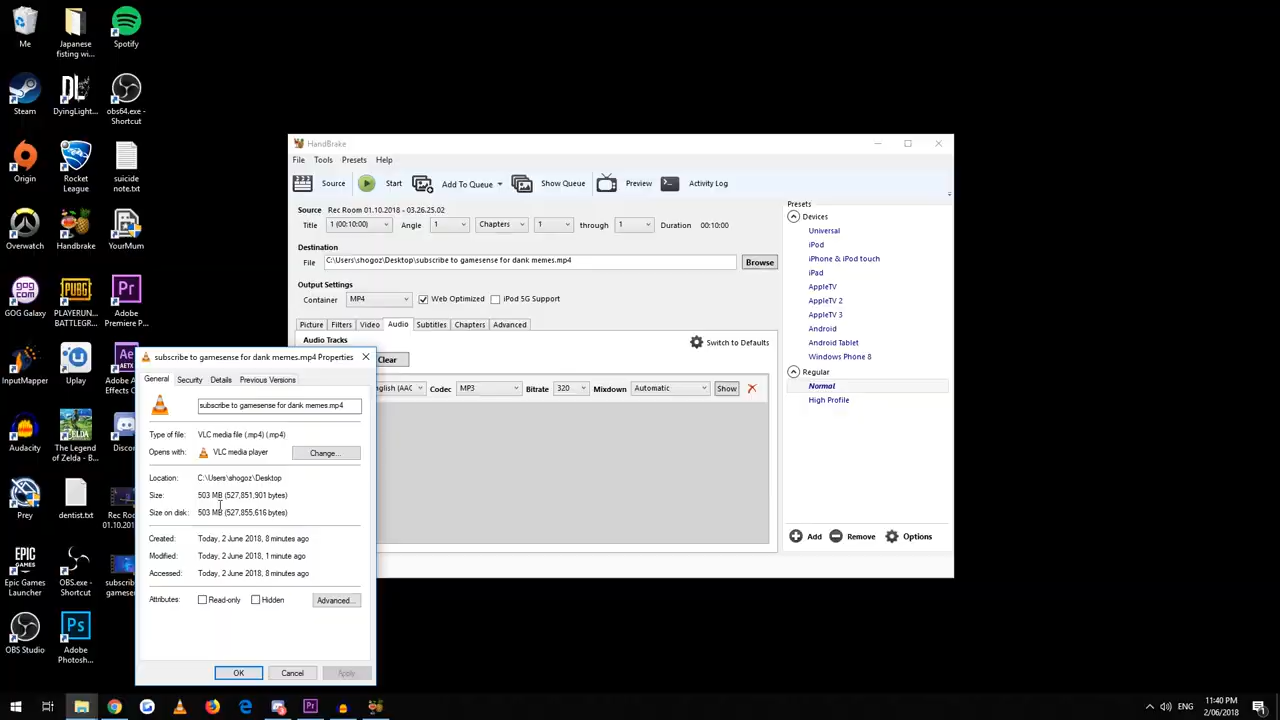 Me
Japanese
fisting wi...
Spotify
Steam
DyingLight...
obs64.exe -
Shortcut
Origin
Rocket
League
suicide
note.txt
Overwatch
Handbrake
YourMum
GOG Galaxy
PLAYERUN...
BATTLEGR...
Adobe
Premiere P...
InputMapper
Uplay
Adobe A...
Effects C...
Audacity
The Legend
of Zelda - B...
Disco...
Prey
dentist.txt
Rec Roo...
01.10.201...
Epic Games
Launcher
OBS.exe -
Shortcut
subscrib...
gamesen...
OBS Studio
Adobe
Photosh...
HandBrake
File Tools Presets Help
Source Start Add To Queue Show Queue Preview Activity Log
Source Rec Room 01.10.2018 - 03.26.25.02
Title 1 (00:10:00) Angle 1 Chapters 1 through 1 Duration 00:10:00
Destination
File C:\Users\shogoz\Desktop\subscribe to gamesense for dank memes.mp4 Browse
Output Settings
Container MP4 Web Optimized iPod 5G Support
Picture Filters Video Audio Subtitles Chapters Advanced
Audio Tracks Switch to Defaults
Clear
nglish (AAC Codec MP3 Bitrate 320 Mixdown Automatic Show
Presets
Devices
Universal
iPod
iPhone & iPod touch
iPad
AppleTV
AppleTV 2
AppleTV 3
Android
Android Tablet
Windows Phone 8
Regular
Normal
High Profile
Add Remove Options
subscribe to gamesense for dank memes.mp4 Properties
General Security Details Previous Versions
subscribe to gamesense for dank memes.mp4
Type of file: VLC media file (.mp4) (.mp4)
Opens with: VLC media player Change...
Location: C:\Users\shogoz\Desktop
Size: 503 MB (527,851,901 bytes)
Size on disk: 503 MB (527,855,616 bytes)
Created: Today, 2 June 2018, 8 minutes ago
Modified: Today, 2 June 2018, 1 minute ago
Accessed: Today, 2 June 2018, 8 minutes ago
Attributes: Read-only Hidden Advanced...
OK Cancel Apply
ENG
11:40 PM
2/06/2018